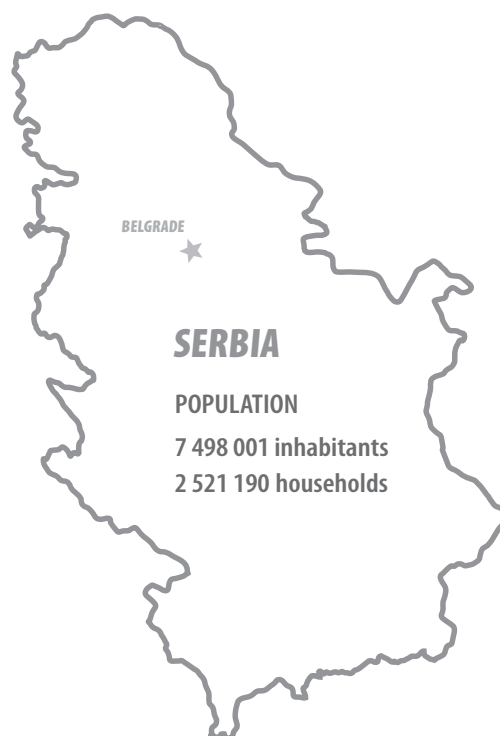 BELGRADE
SERBIA
POPULATION
7 498 001 inhabitants
2 521 190 households